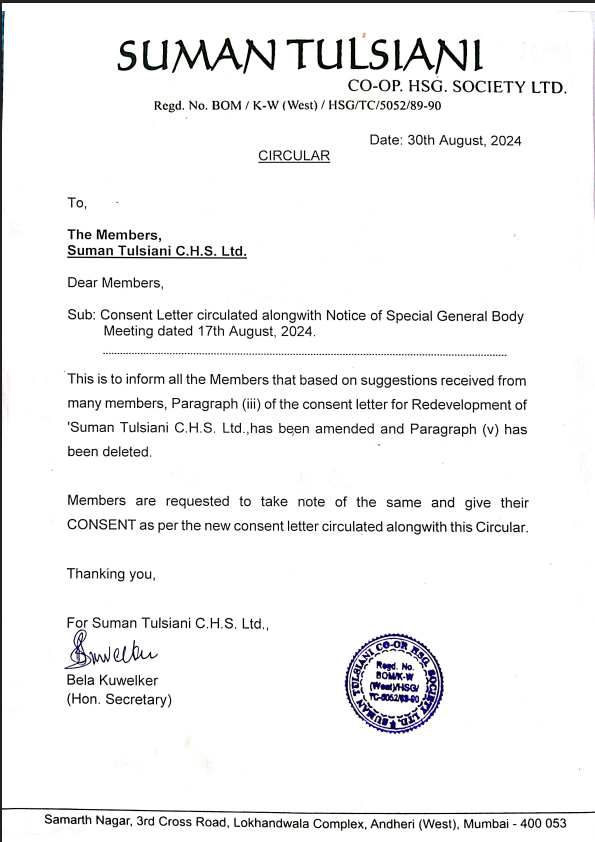 SUMAN TULSIANI
CO-OP. HSG. SOCIETY LTD.
Regd. No. BOM / K-W (West) / HSG/TC/5052/89-90
Date: 30th August, 2024
CIRCULAR
To,
The Members,
Suman Tulsiani C.H.S. Ltd.
Dear Members,
Sub: Consent Letter circulated alongwith Notice of Special General Body
Meeting dated 17th August, 2024.
This is to inform all the Members that based on suggestions received from
many members, Paragraph (iii) of the consent letter for Redevelopment of
'Suman Tulsiani C.H.S. Ltd.,has been amended and Paragraph (v) has
been deleted.
Members are requested to take note of the same and give their
CONSENT as per the new consent letter circulated alongwith this Circular.
Thanking you,
For Suman Tulsiani C.H.S. Ltd.,
Bela Kuwelker
(Hon. Secretary)
SUMAN TULSIANI CO-OP HSG. SOCIETY LTD.
Regd. No.
BOM/K-W
(West)/HSG/
TC-5052/89-90
Samarth Nagar, 3rd Cross Road, Lokhandwala Complex, Andheri (West), Mumbai - 400 053